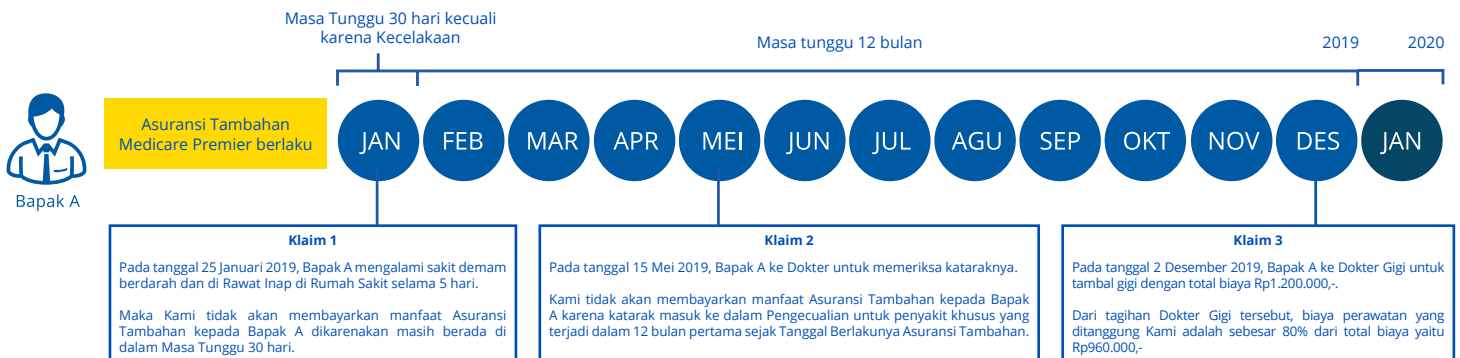 Masa Tunggu 30 hari kecuali
karena Kecelakaan
Masa tunggu 12 bulan
2019
2020
Asuransi Tambahan
Medicare Premier berlaku
JAN
FEB
MAR
APR
MEI
JUN
JUL
AGU
SEP
OKT
NOV
DES
JAN
Bapak A
Klaim 1
Pada tanggal 25 Januari 2019, Bapak A mengalami sakit demam
berdarah dan di Rawat Inap di Rumah Sakit selama 5 hari.
Maka Kami tidak akan membayarkan manfaat Asuransi
Tambahan kepada Bapak A dikarenakan masih berada di
dalam Masa Tunggu 30 hari.
Klaim 2
Pada tanggal 15 Mei 2019, Bapak A ke Dokter untuk memeriksa kataraknya.
Kami tidak akan membayarkan manfaat Asuransi Tambahan kepada Bapak
A karena katarak masuk ke dalam Pengecualian untuk penyakit khusus yang
terjadi dalam 12 bulan pertama sejak Tanggal Berlakunya Asuransi Tambahan.
Klaim 3
Pada tanggal 2 Desember 2019, Bapak A ke Dokter Gigi untuk
tambal gigi dengan total biaya Rp1.200.000,-.
Dari tagihan Dokter Gigi tersebut, biaya perawatan yang
ditanggung Kami adalah sebesar 80% dari total biaya yaitu
Rp960.000,-